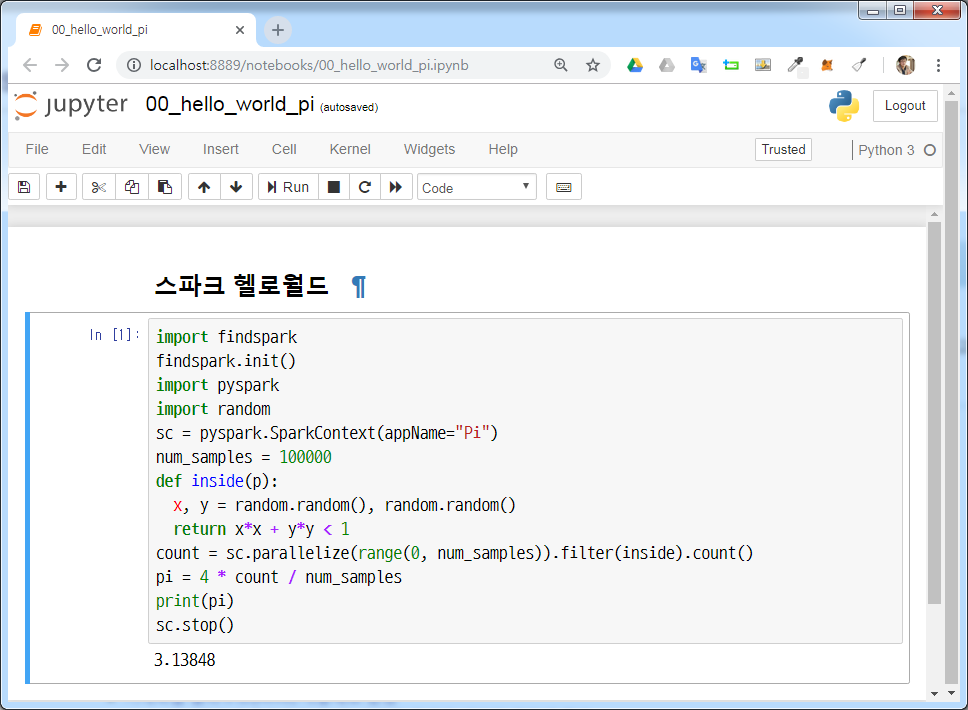 00_hello_world_pi
localhost:8889/notebooks/00_hello_world_pi.ipynb
jupyter 00_hello_world_pi (autosaved)
Logout
File Edit View Insert Cell Kernel Widgets Help Trusted Python 3
Run Code
스파크 헬로월드 ¶
In [1]:
import findspark
findspark.init()
import pyspark
import random
sc = pyspark.SparkContext(appName="Pi")
num_samples = 100000
def inside(p):
  x, y = random.random(), random.random()
  return x*x + y*y < 1
count = sc.parallelize(range(0, num_samples)).filter(inside).count()
pi = 4 * count / num_samples
print(pi)
sc.stop()
3.13848